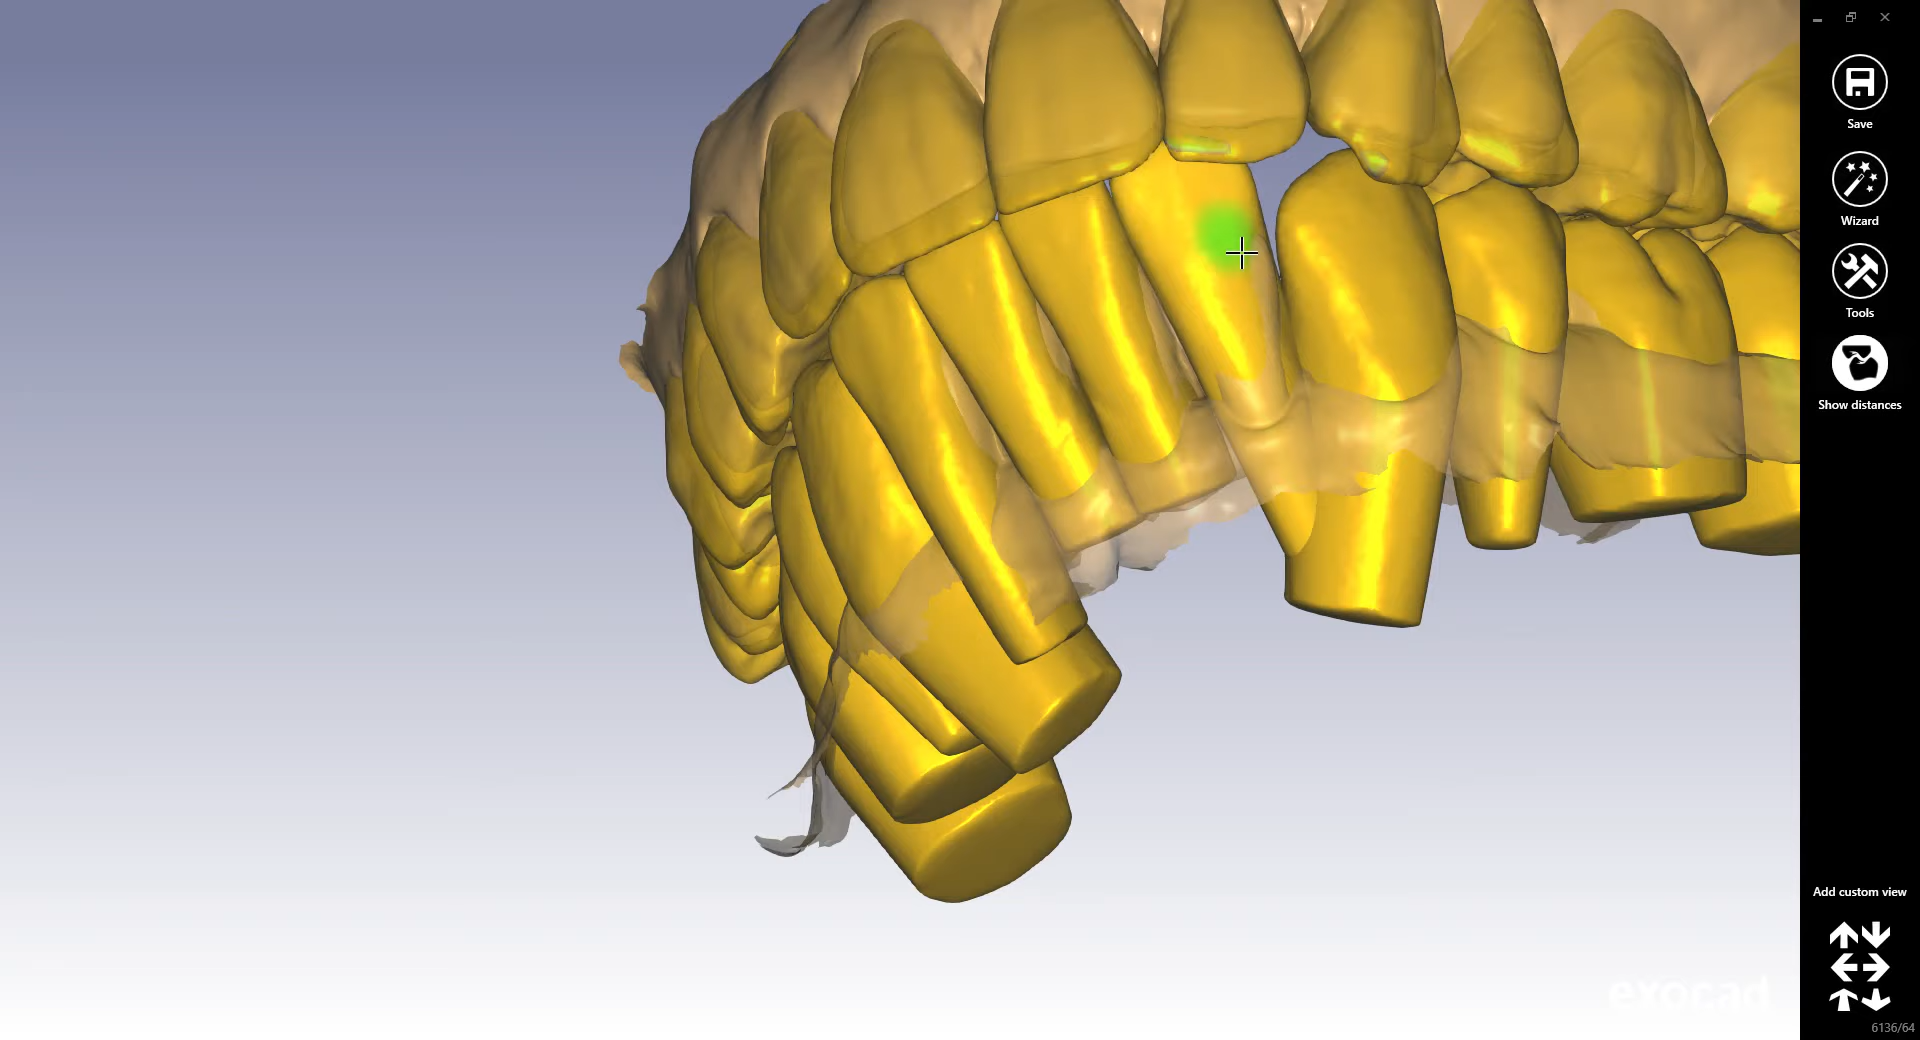 Save
Wizard
Tools
Show distances
Add custom view
exocad
6136/64